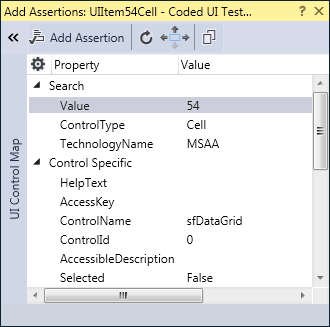 Add Assertions: UIItem54Cell - Coded UI Test...
Add Assertion
UI Control Map
Property Value
Search
Value 54
ControlType Cell
TechnologyName MSAA
Control Specific
HelpText
AccessKey
ControlName sfDataGrid
ControlId 0
AccessibleDescription
Selected False